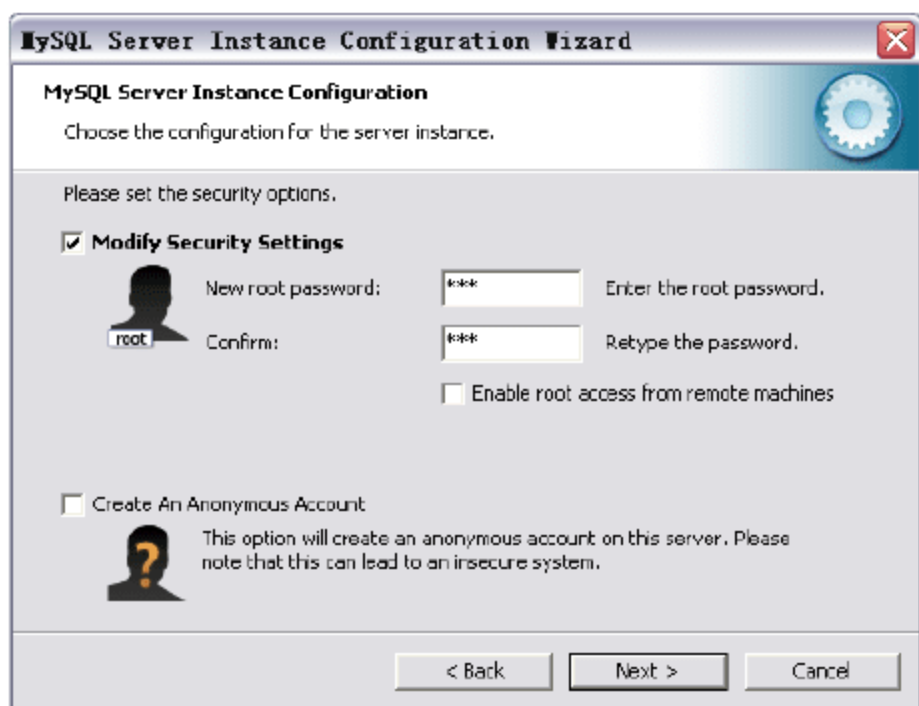 MySQL Server Instance Configuration Wizard
MySQL Server Instance Configuration
Choose the configuration for the server instance.
Please set the security options.
Modify Security Settings
New root password: *** Enter the root password.
root
Confirm: *** Retype the password.
Enable root access from remote machines
Create An Anonymous Account
?
This option will create an anonymous account on this server. Please
note that this can lead to an insecure system.
< Back Next > Cancel